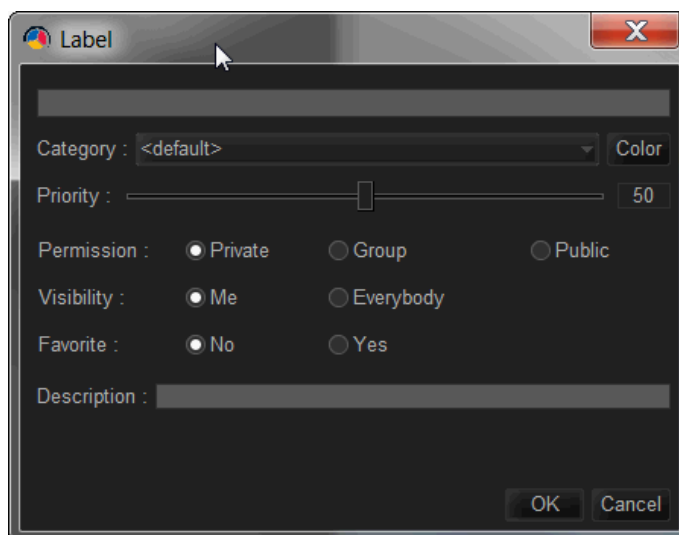 Label
Category : <default> Color
Priority : 50
Permission : Private Group Public
Visibility : Me Everybody
Favorite : No Yes
Description :
OK Cancel